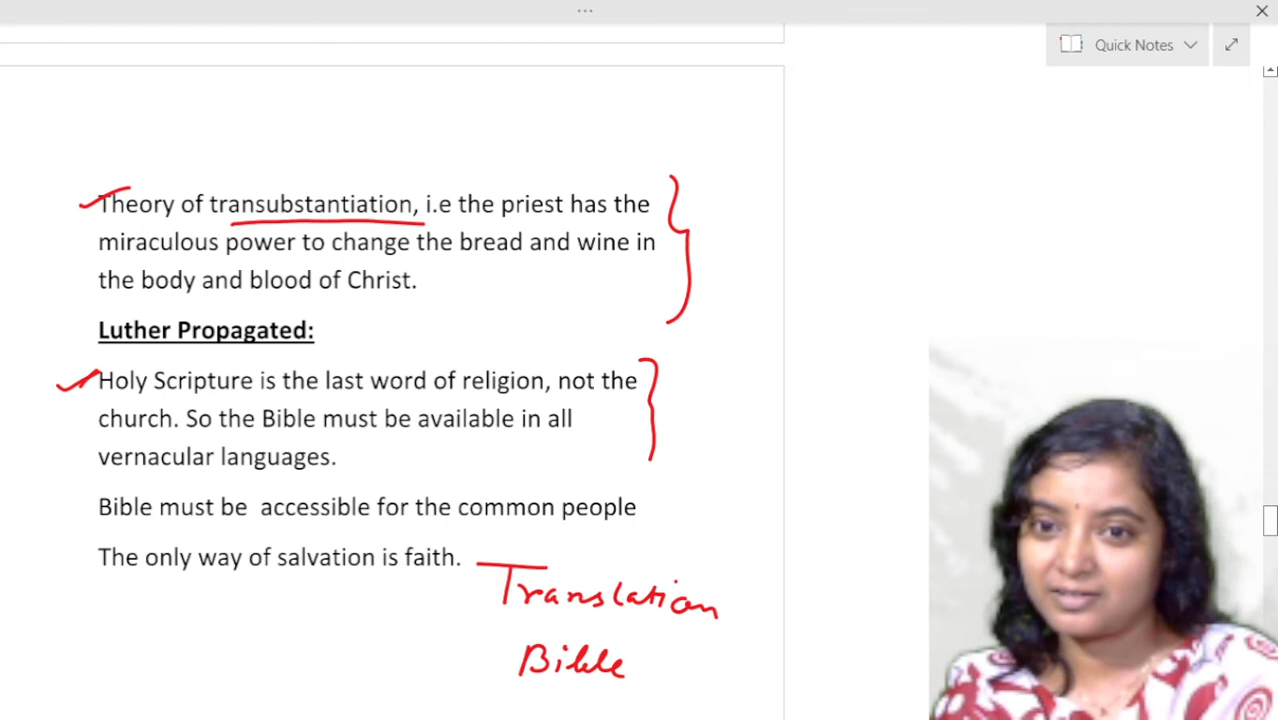 ...
Quick Notes
Theory of transubstantiation, i.e the priest has the
miraculous power to change the bread and wine in
the body and blood of Christ.
Luther Propagated:
Holy Scripture is the last word of religion, not the
church. So the Bible must be available in all
vernacular languages.
Bible must be  accessible for the common people
The only way of salvation is faith.
Translation
Bible